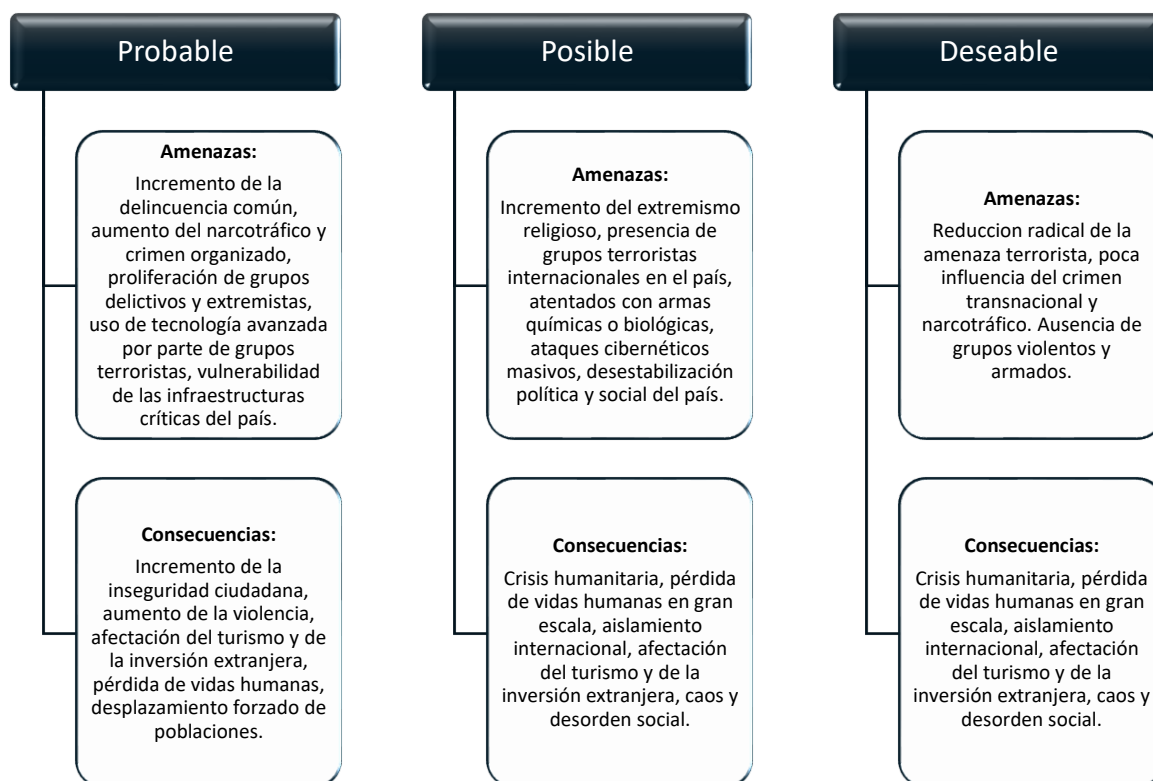 Probable
Amenazas:
Incremento de la
delincuencia común,
aumento del narcotráfico y
crimen organizado,
proliferación de grupos
delictivos y extremistas,
uso de tecnología avanzada
por parte de grupos
terroristas, vulnerabilidad
de las infraestructuras
críticas del país.
Consecuencias:
Incremento de la
inseguridad ciudadana,
aumento de la violencia,
afectación del turismo y de
la inversión extranjera,
pérdida de vidas humanas,
desplazamiento forzado de
poblaciones.
Posible
Amenazas:
Incremento del extremismo
religioso, presencia de
grupos terroristas
internacionales en el país,
atentados con armas
químicas o biológicas,
ataques cibernéticos
masivos, desestabilización
política y social del país.
Consecuencias:
Crisis humanitaria, pérdida
de vidas humanas en gran
escala, aislamiento
internacional, afectación
del turismo y de la
inversión extranjera, caos y
desorden social.
Deseable
Amenazas:
Reduccion radical de la
amenaza terrorista, poca
influencia del crimen
transnacional y
narcotráfico. Ausencia de
grupos violentos y
armados.
Consecuencias:
Crisis humanitaria, pérdida
de vidas humanas en gran
escala, aislamiento
internacional, afectación
del turismo y de la
inversión extranjera, caos y
desorden social.